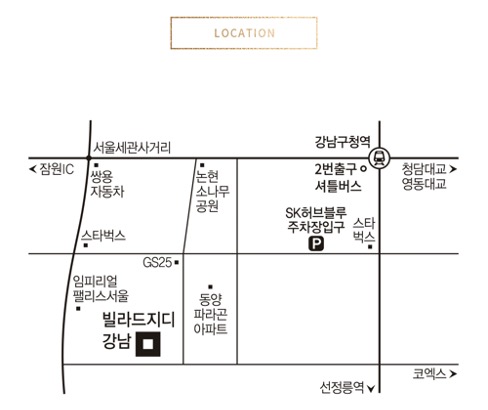 LOCATION
서울세관사거리
강남구청역
잠원IC
쌍용
자동차
논현
소나무
공원
2번출구
셔틀버스
청담대교
영동대교
SK허브블루
주차장입구
P
스타
벅스
스타벅스
GS25
임피리얼
팰리스서울
동양
파라곤
아파트
빌라드지디
강남
코엑스
선정릉역